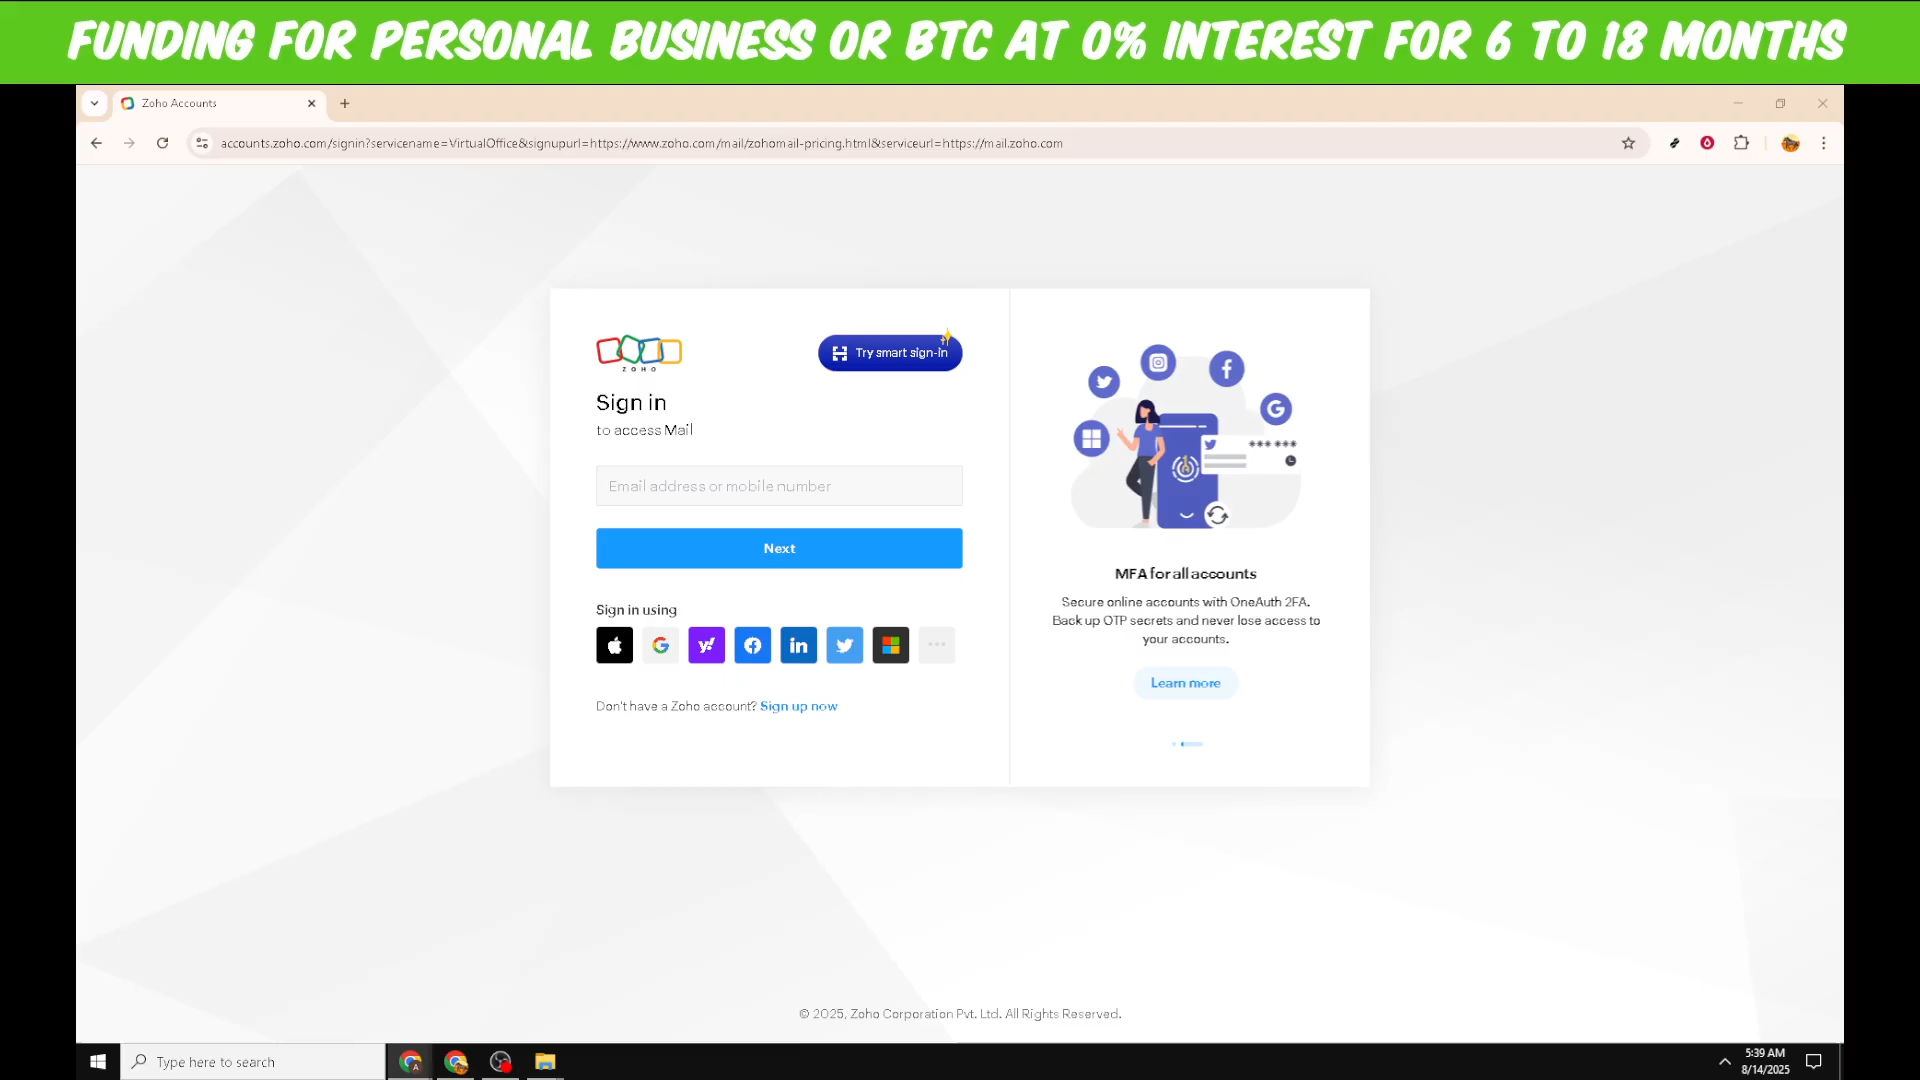 FUNDING FOR PERSONAL BUSINESS OR BTC AT 0% INTEREST FOR 6 TO 18 MONTHS
Zoho Accounts
accounts.zoho.com/signin?servicename=VirtualOffice&signupurl=https://www.zoho.com/mail/zohomail-pricing.html&serviceurl=https://mail.zoho.com
ZOHO
Try smart sign-in
Sign in
to access Mail
Email address or mobile number
Next
Sign in using
Don't have a Zoho account? Sign up now
*** ***
MFA for all accounts
Secure online accounts with OneAuth 2FA.
Back up OTP secrets and never lose access to
your accounts.
Learn more
© 2025, Zoho Corporation Pvt. Ltd. All Rights Reserved.
Type here to search
5:39 AM
8/14/2025